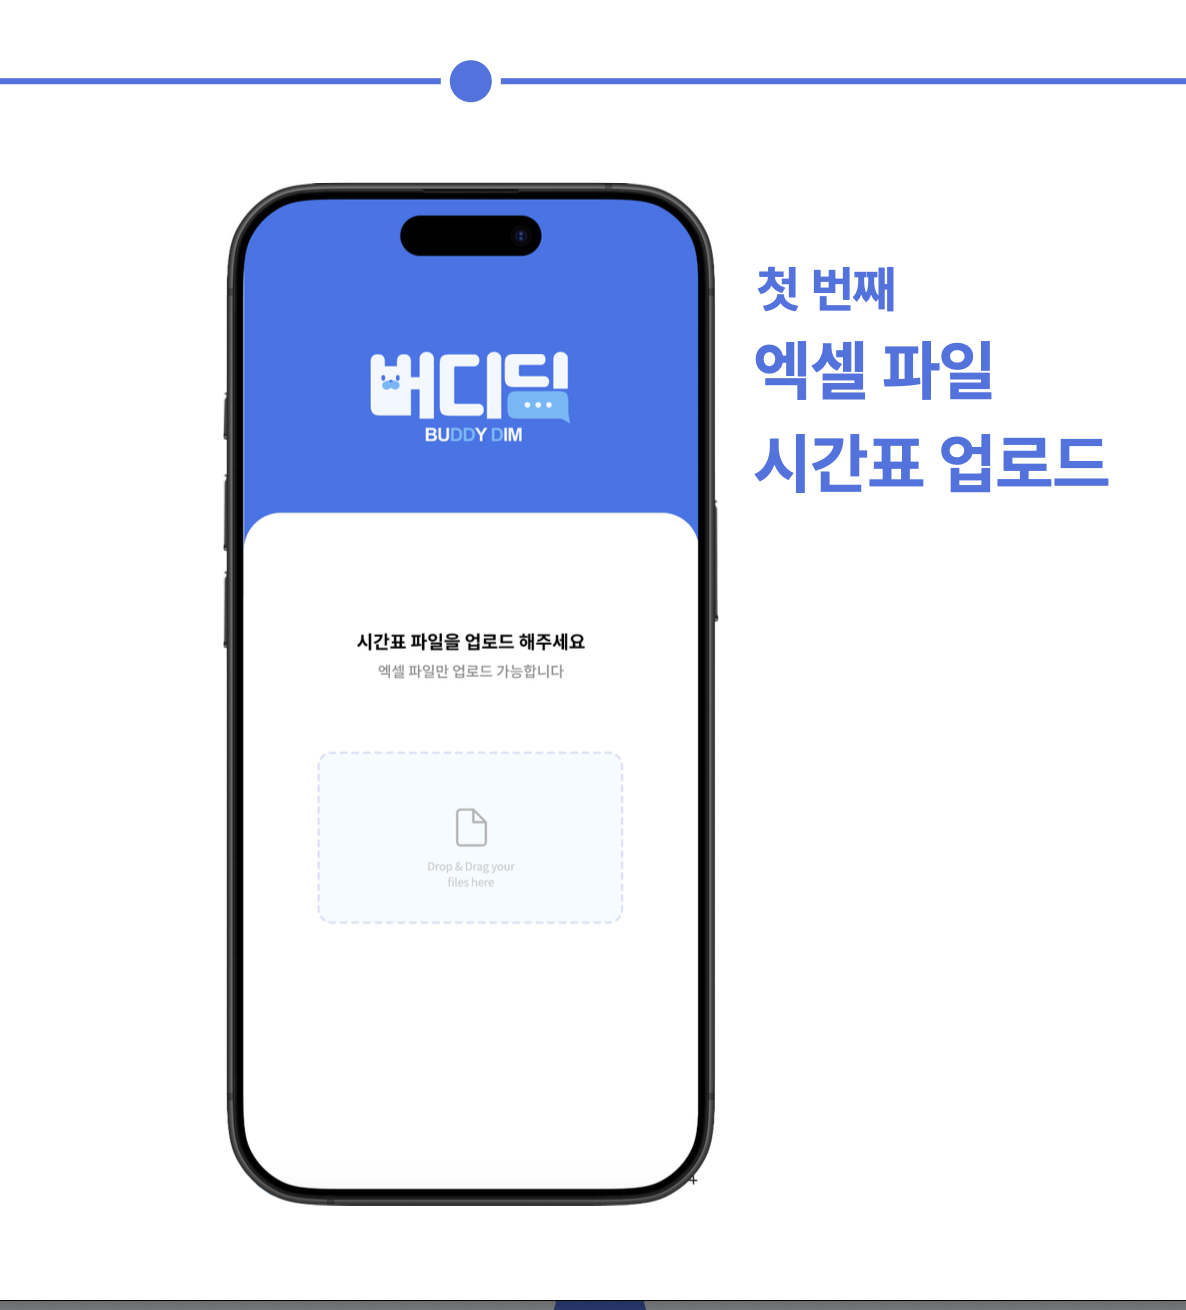 첫 번째
엑셀 파일
시간표 업로드
버디딤
BUDDY DIM
시간표 파일을 업로드 해주세요
엑셀 파일만 업로드 가능합니다
Drop & Drag your
files here